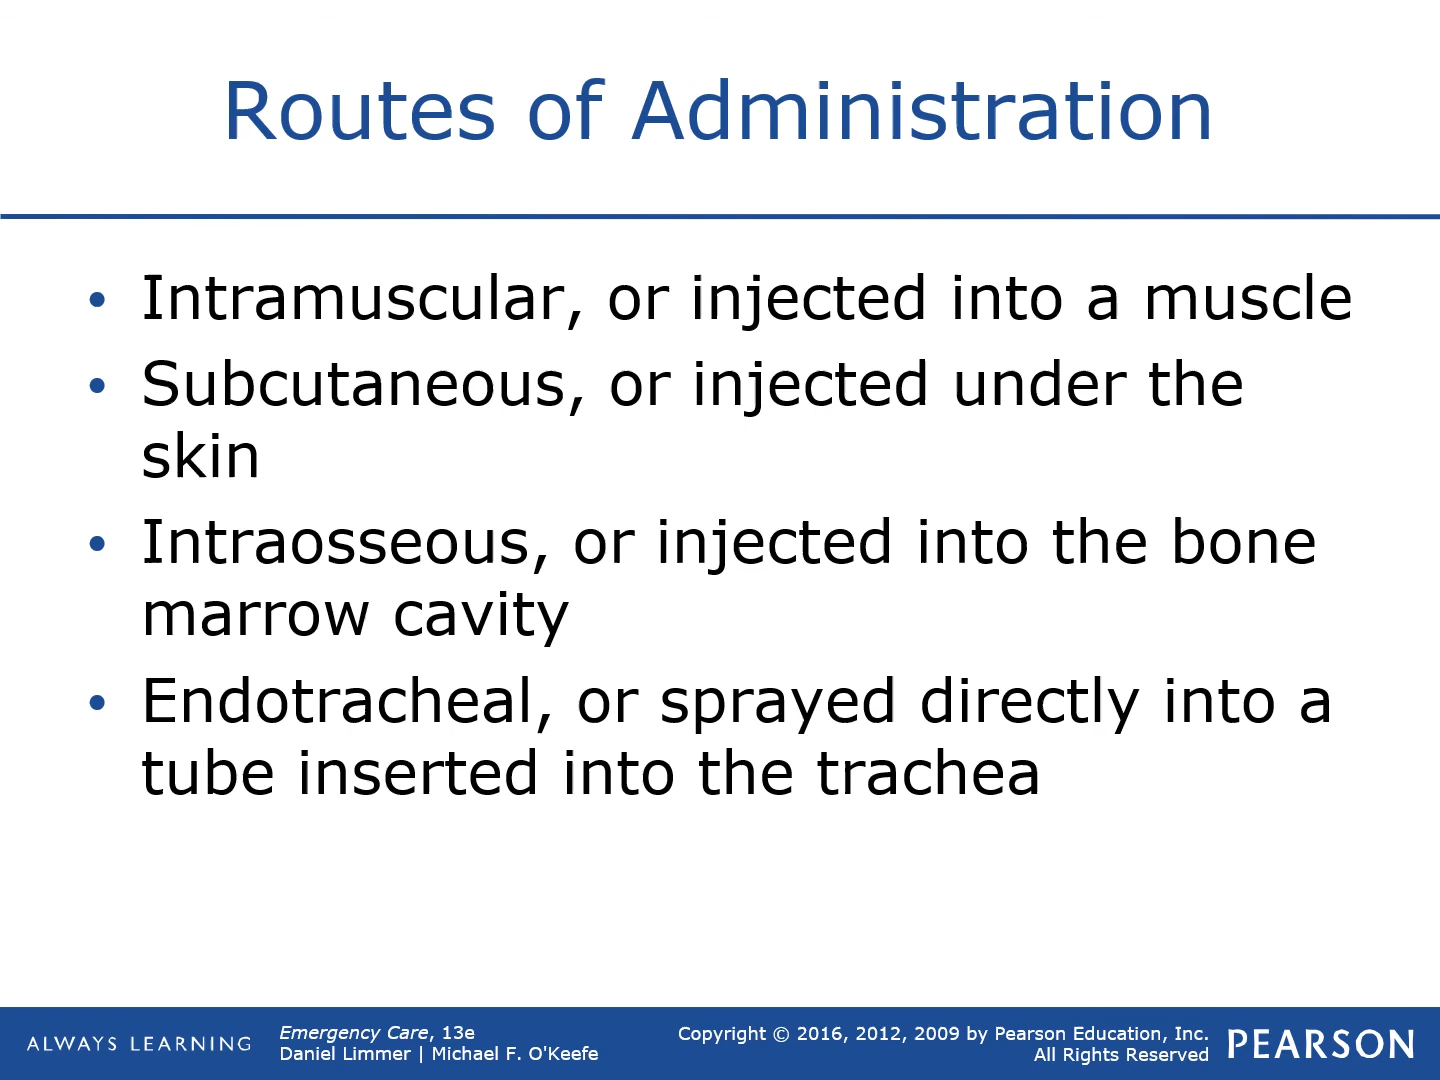 Routes of Administration
• Intramuscular, or injected into a muscle
• Subcutaneous, or injected under the
skin
• Intraosseous, or injected into the bone
marrow cavity
• Endotracheal, or sprayed directly into a
tube inserted into the trachea
ALWAYS LEARNING
Emergency Care, 13e
Daniel Limmer | Michael F. O'Keefe
Copyright © 2016, 2012, 2009 by Pearson Education, Inc.
All Rights Reserved
PEARSON